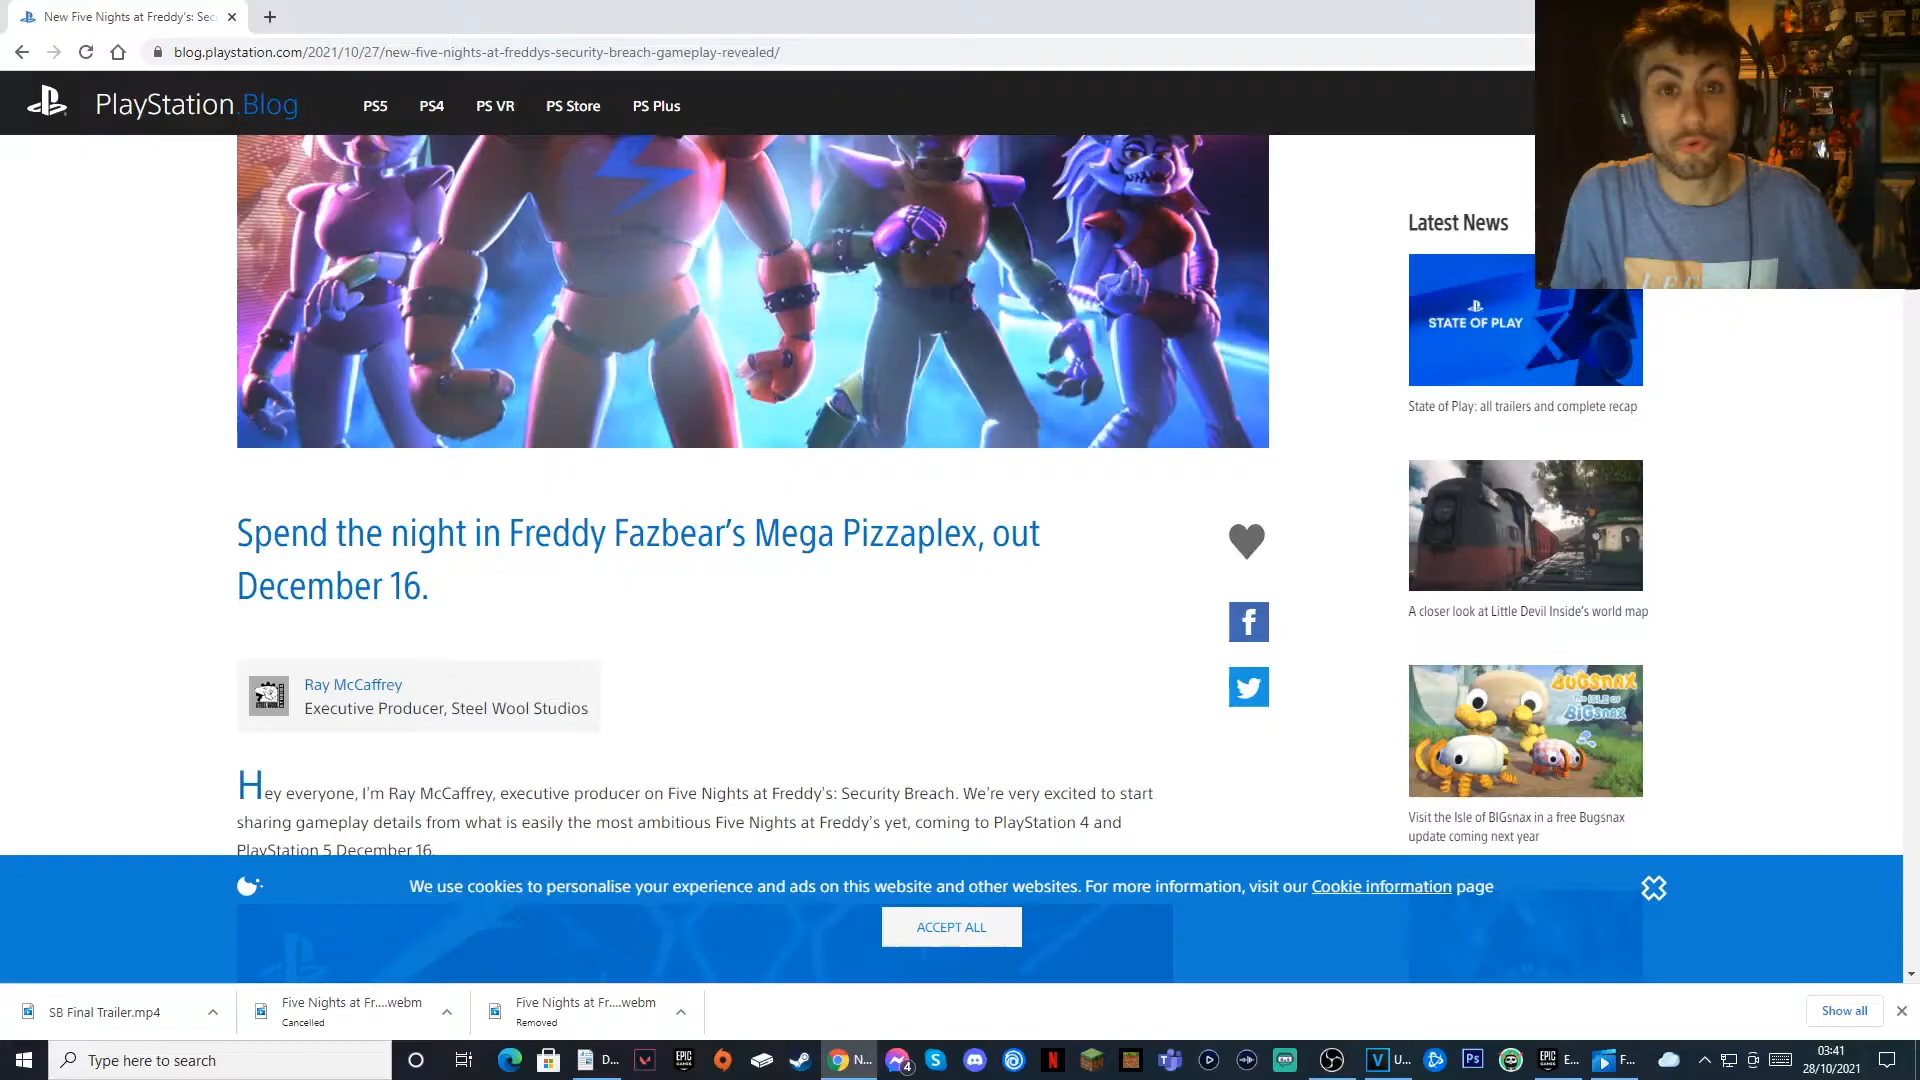 New Five Nights at Freddy's: Sec
blog.playstation.com/2021/10/27/new-five-nights-at-freddys-security-breach-gameplay-revealed/
PlayStation.Blog
PS5 PS4 PS VR PS Store PS Plus
Spend the night in Freddy Fazbear's Mega Pizzaplex, out
December 16.
Ray McCaffrey
Executive Producer, Steel Wool Studios
Hey everyone, I'm Ray McCaffrey, executive producer on Five Nights at Freddy's: Security Breach. We're very excited to start
sharing gameplay details from what is easily the most ambitious Five Nights at Freddy's yet, coming to PlayStation 4 and
PlayStation 5 December 16.
Latest News
STATE OF PLAY
State of Play: all trailers and complete recap
A closer look at Little Devil Inside's world map
BUGSNAX
THE ISLE OF
BIGSNAX
Visit the Isle of BIGsnax in a free Bugsnax
update coming next year
We use cookies to personalise your experience and ads on this website and other websites. For more information, visit our Cookie information page
ACCEPT ALL
SB Final Trailer.mp4
Five Nights at Fr....webm
Cancelled
Five Nights at Fr....webm
Removed
Show all
Type here to search
D...
EPIC
GAMES
N...
4
U...
EPIC
GAMES
E...
F...
03:41
28/10/2021